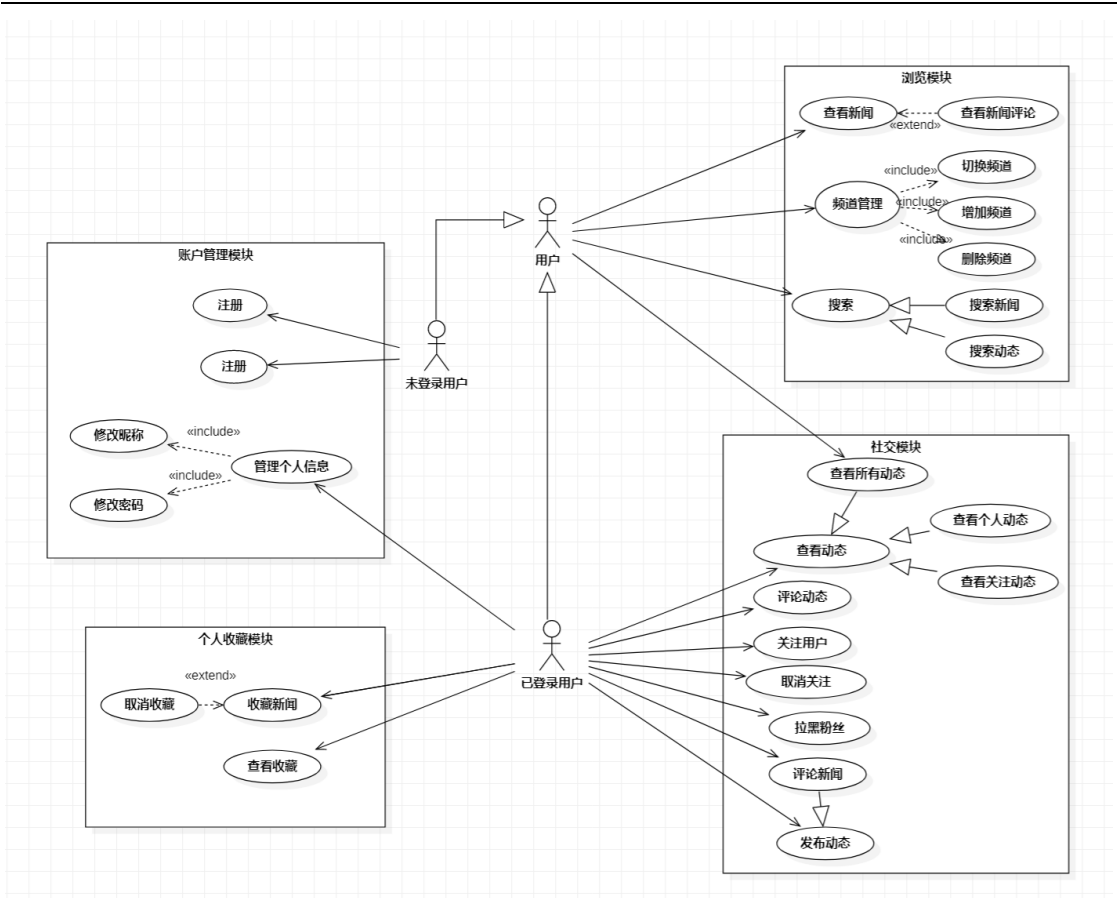 浏览模块
查看新闻
«extend»
查看新闻评论
频道管理
«include»
切换频道
«include»
增加频道
«include»
删除频道
搜索
搜索新闻
搜索动态
用户
账户管理模块
注册
注册
未登录用户
修改昵称
«include»
管理个人信息
«include»
修改密码
社交模块
查看所有动态
查看个人动态
查看动态
查看关注动态
评论动态
关注用户
取消关注
拉黑粉丝
评论新闻
发布动态
已登录用户
个人收藏模块
«extend»
取消收藏
收藏新闻
查看收藏